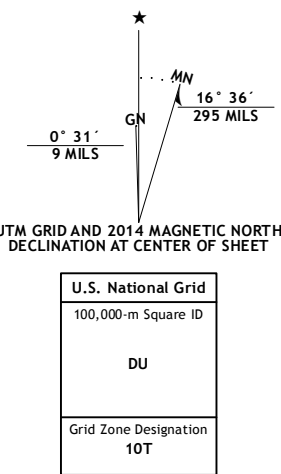 ★
MN
GN
16° 36´
295 MILS
0° 31´
9 MILS
UTM GRID AND 2014 MAGNETIC NORTH
DECLINATION AT CENTER OF SHEET
U.S. National Grid
100,000-m Square ID
DU
Grid Zone Designation
10T